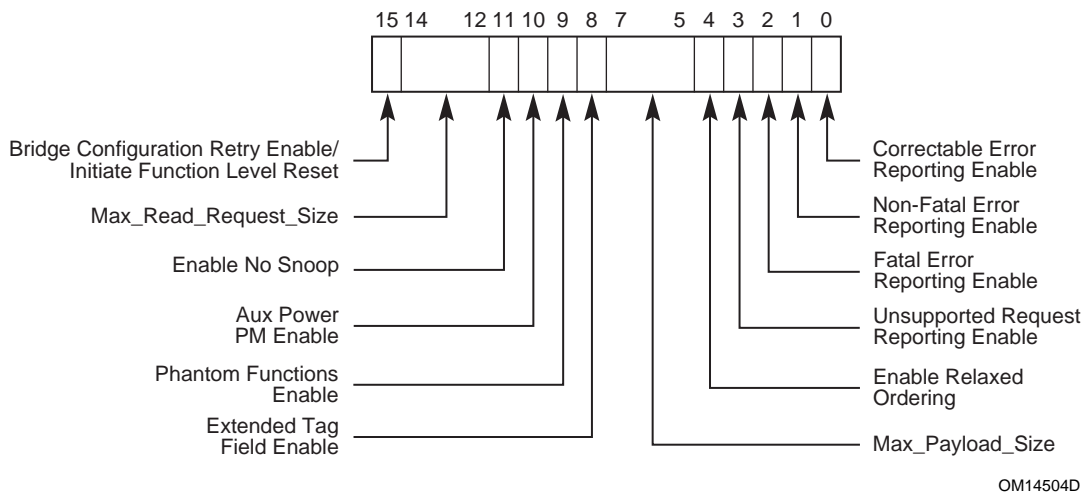 15 14 12 11 10 9 8 7 5 4 3 2 1 0
Bridge Configuration Retry Enable/
Initiate Function Level Reset
Max_Read_Request_Size
Enable No Snoop
Aux Power
PM Enable
Phantom Functions
Enable
Extended Tag
Field Enable
Correctable Error
Reporting Enable
Non-Fatal Error
Reporting Enable
Fatal Error
Reporting Enable
Unsupported Request
Reporting Enable
Enable Relaxed
Ordering
Max_Payload_Size
OM14504D